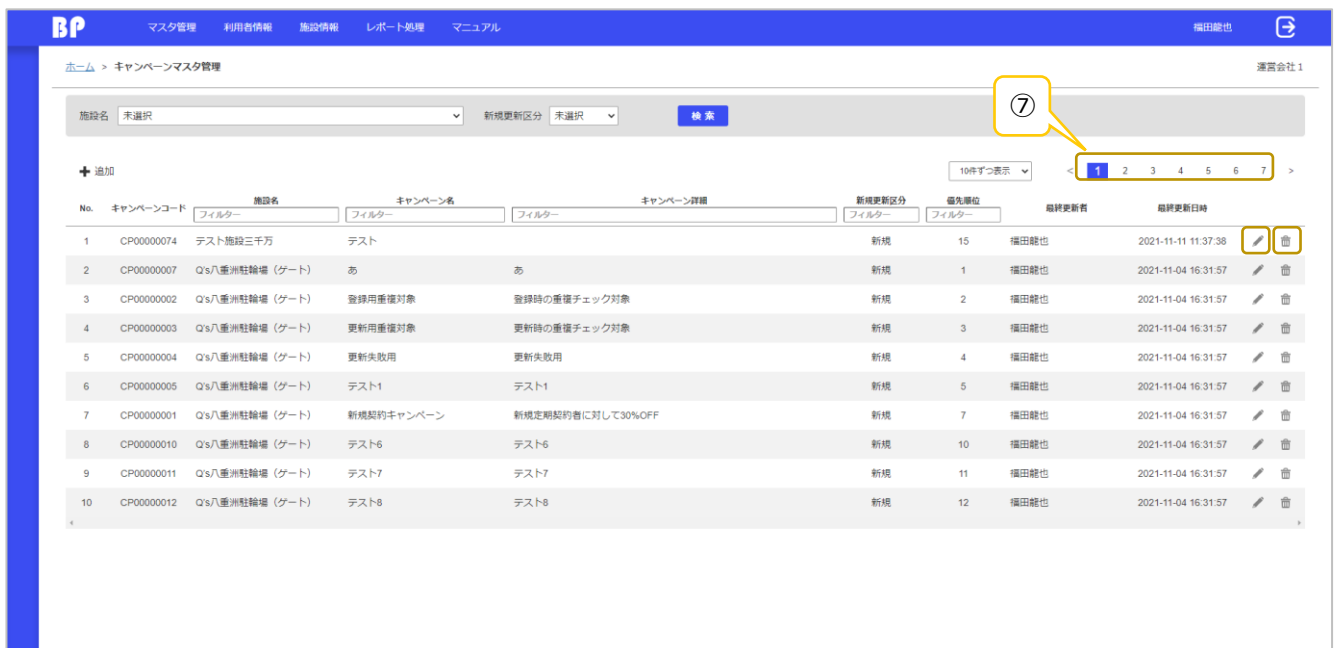 BP マスタ管理 利用者情報 施設情報 レポート処理 マニュアル 福田龍也
ホーム > キャンペーンマスタ管理 運営会社1
⑦
施設名 未選択 新規更新区分 未選択 検索
追加 10件ずつ表示 < 1 2 3 4 5 6 7 >
No. キャンペーンコード 施設名 キャンペーン名 キャンペーン詳細 新規更新区分 優先順位 最終更新者 最終更新日時
フィルター フィルター フィルター フィルター フィルター
1 CP00000074 テスト施設三千万 テスト 新規 15 福田龍也 2021-11-11 11:37:38
2 CP00000007 Q's八重洲駐輪場（ゲート） あ あ 新規 1 福田龍也 2021-11-04 16:31:57
3 CP00000002 Q's八重洲駐輪場（ゲート） 登録用重複対象 登録時の重複チェック対象 新規 2 福田龍也 2021-11-04 16:31:57
4 CP00000003 Q's八重洲駐輪場（ゲート） 更新用重複対象 更新時の重複チェック対象 新規 3 福田龍也 2021-11-04 16:31:57
5 CP00000004 Q's八重洲駐輪場（ゲート） 更新失敗用 更新失敗用 新規 4 福田龍也 2021-11-04 16:31:57
6 CP00000005 Q's八重洲駐輪場（ゲート） テスト1 テスト1 新規 5 福田龍也 2021-11-04 16:31:57
7 CP00000001 Q's八重洲駐輪場（ゲート） 新規契約キャンペーン 新規定期契約者に対して30%OFF 新規 7 福田龍也 2021-11-04 16:31:57
8 CP00000010 Q's八重洲駐輪場（ゲート） テスト6 テスト6 新規 10 福田龍也 2021-11-04 16:31:57
9 CP00000011 Q's八重洲駐輪場（ゲート） テスト7 テスト7 新規 11 福田龍也 2021-11-04 16:31:57
10 CP00000012 Q's八重洲駐輪場（ゲート） テスト8 テスト8 新規 12 福田龍也 2021-11-04 16:31:57